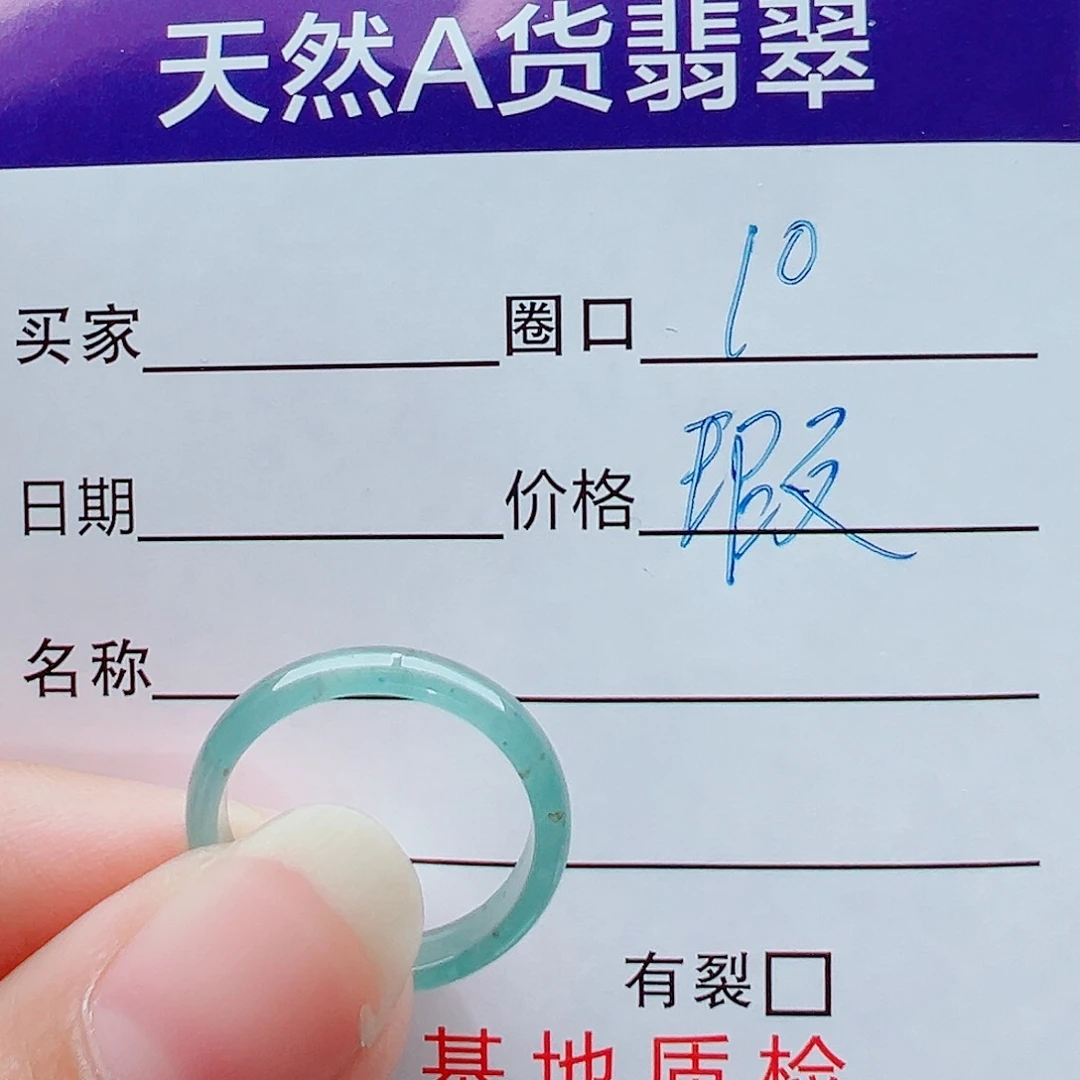 天然A货翡翠
买家 圈口 10
日期 价格 瑕
名称
有裂
基地质检